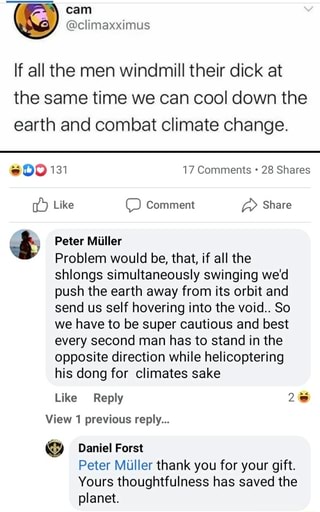 cam
@climaxximus
If all the men windmill their dick at
the same time we can cool down the
earth and combat climate change.
131
17 Comments • 28 Shares
Like
Comment
Share
Peter Müller
Problem would be, that, if all the
shlongs simultaneously swinging we'd
push the earth away from its orbit and
send us self hovering into the void.. So
we have to be super cautious and best
every second man has to stand in the
opposite direction while helicoptering
his dong for climates sake
Like Reply
2
View 1 previous reply...
Daniel Forst
Peter Müller thank you for your gift.
Yours thoughtfulness has saved the
planet.